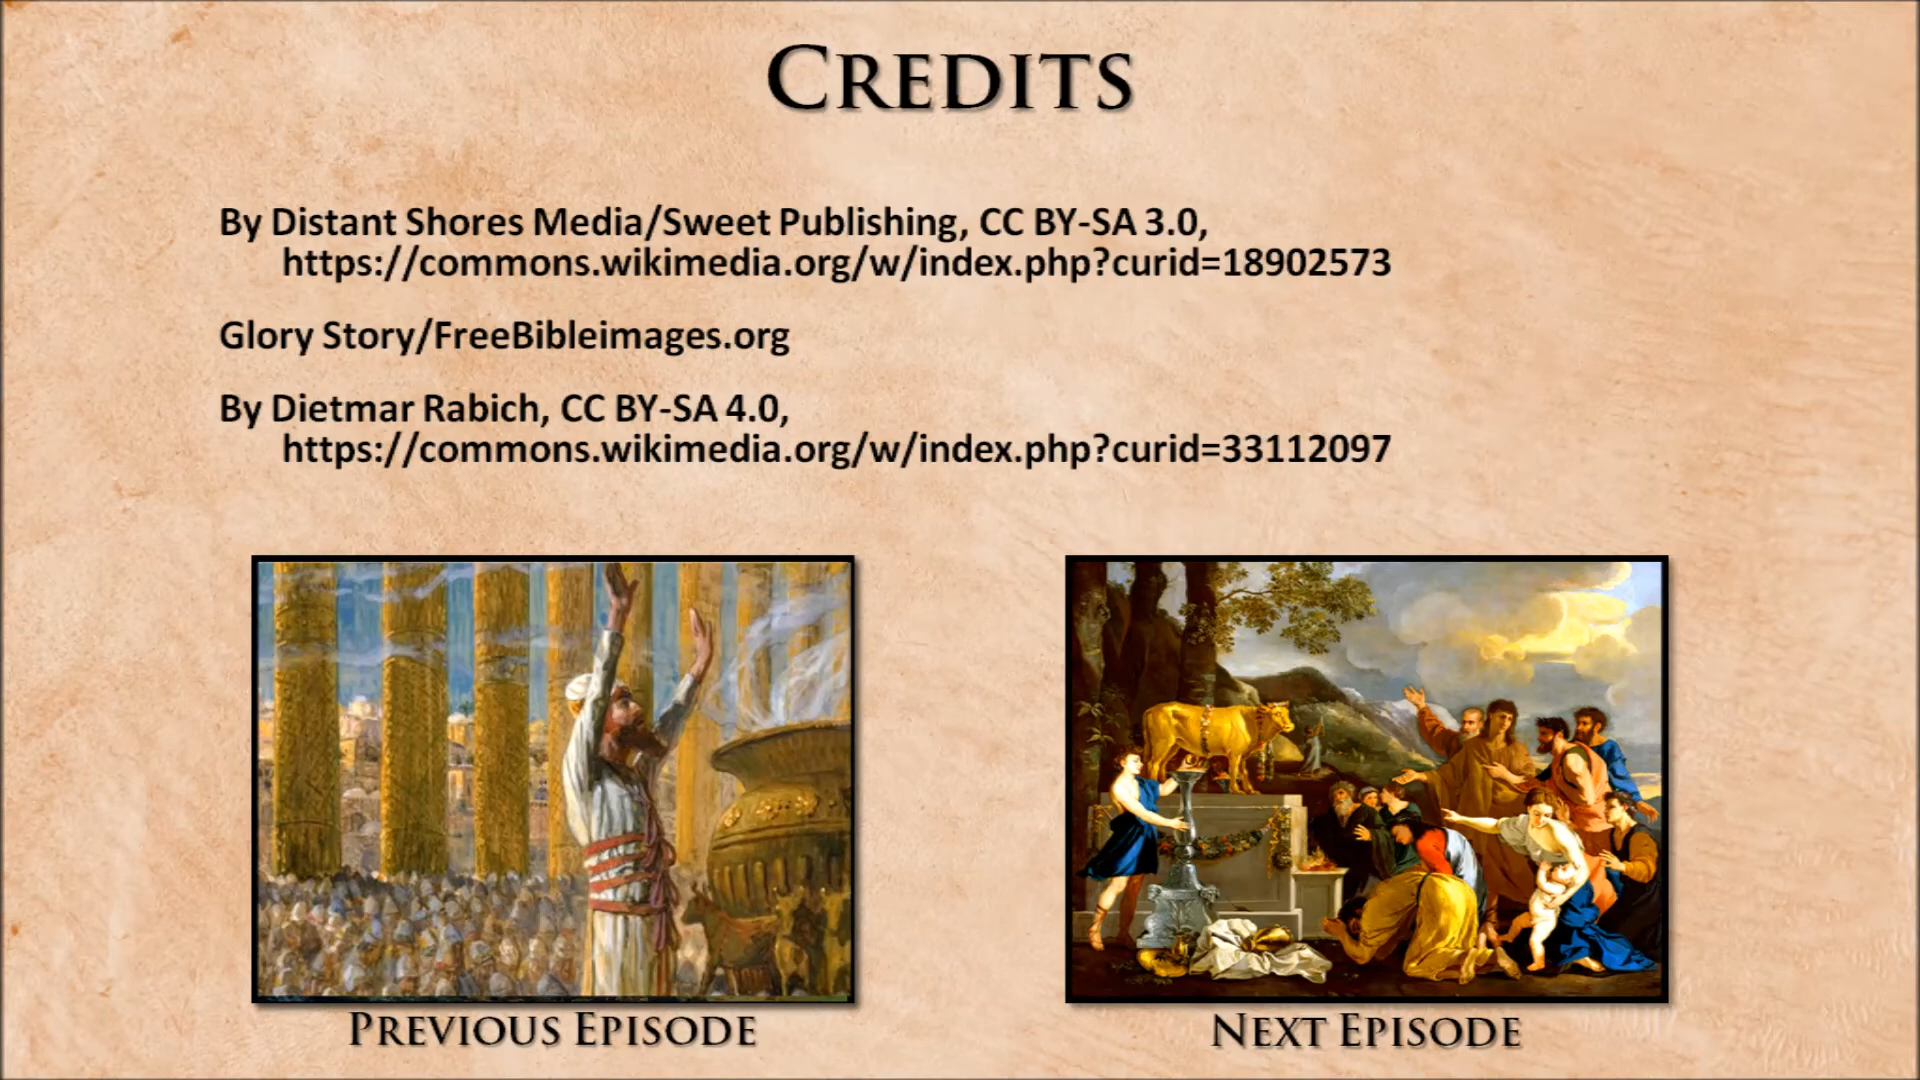 CREDITS
By Distant Shores Media/Sweet Publishing, CC BY-SA 3.0,
https://commons.wikimedia.org/w/index.php?curid=18902573
Glory Story/FreeBibleimages.org
By Dietmar Rabich, CC BY-SA 4.0,
https://commons.wikimedia.org/w/index.php?curid=33112097
PREVIOUS EPISODE
NEXT EPISODE